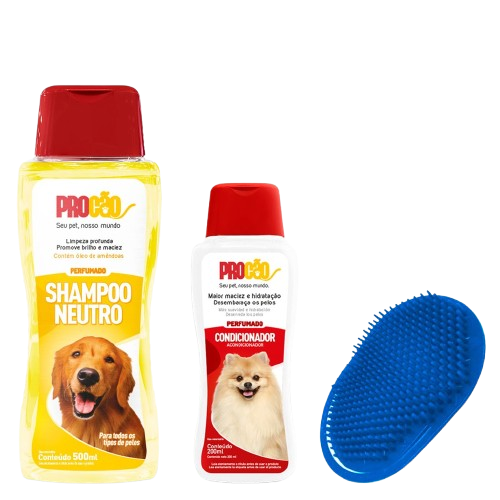 PROCÃO
Seu pet, nosso mundo
Limpeza profunda
Promove brilho e maciez
Contém óleo de amêndoas
PERFUMADO
SHAMPOO
NEUTRO
Para todos os
tipos de peles
Conteúdo 500ml
PROCÃO
Seu pet, nosso mundo.
Maior maciez e hidratação
Desembaraça os pelos
PERFUMADO
CONDICIONADOR
ACONDICIONADOR
Conteúdo
200ml